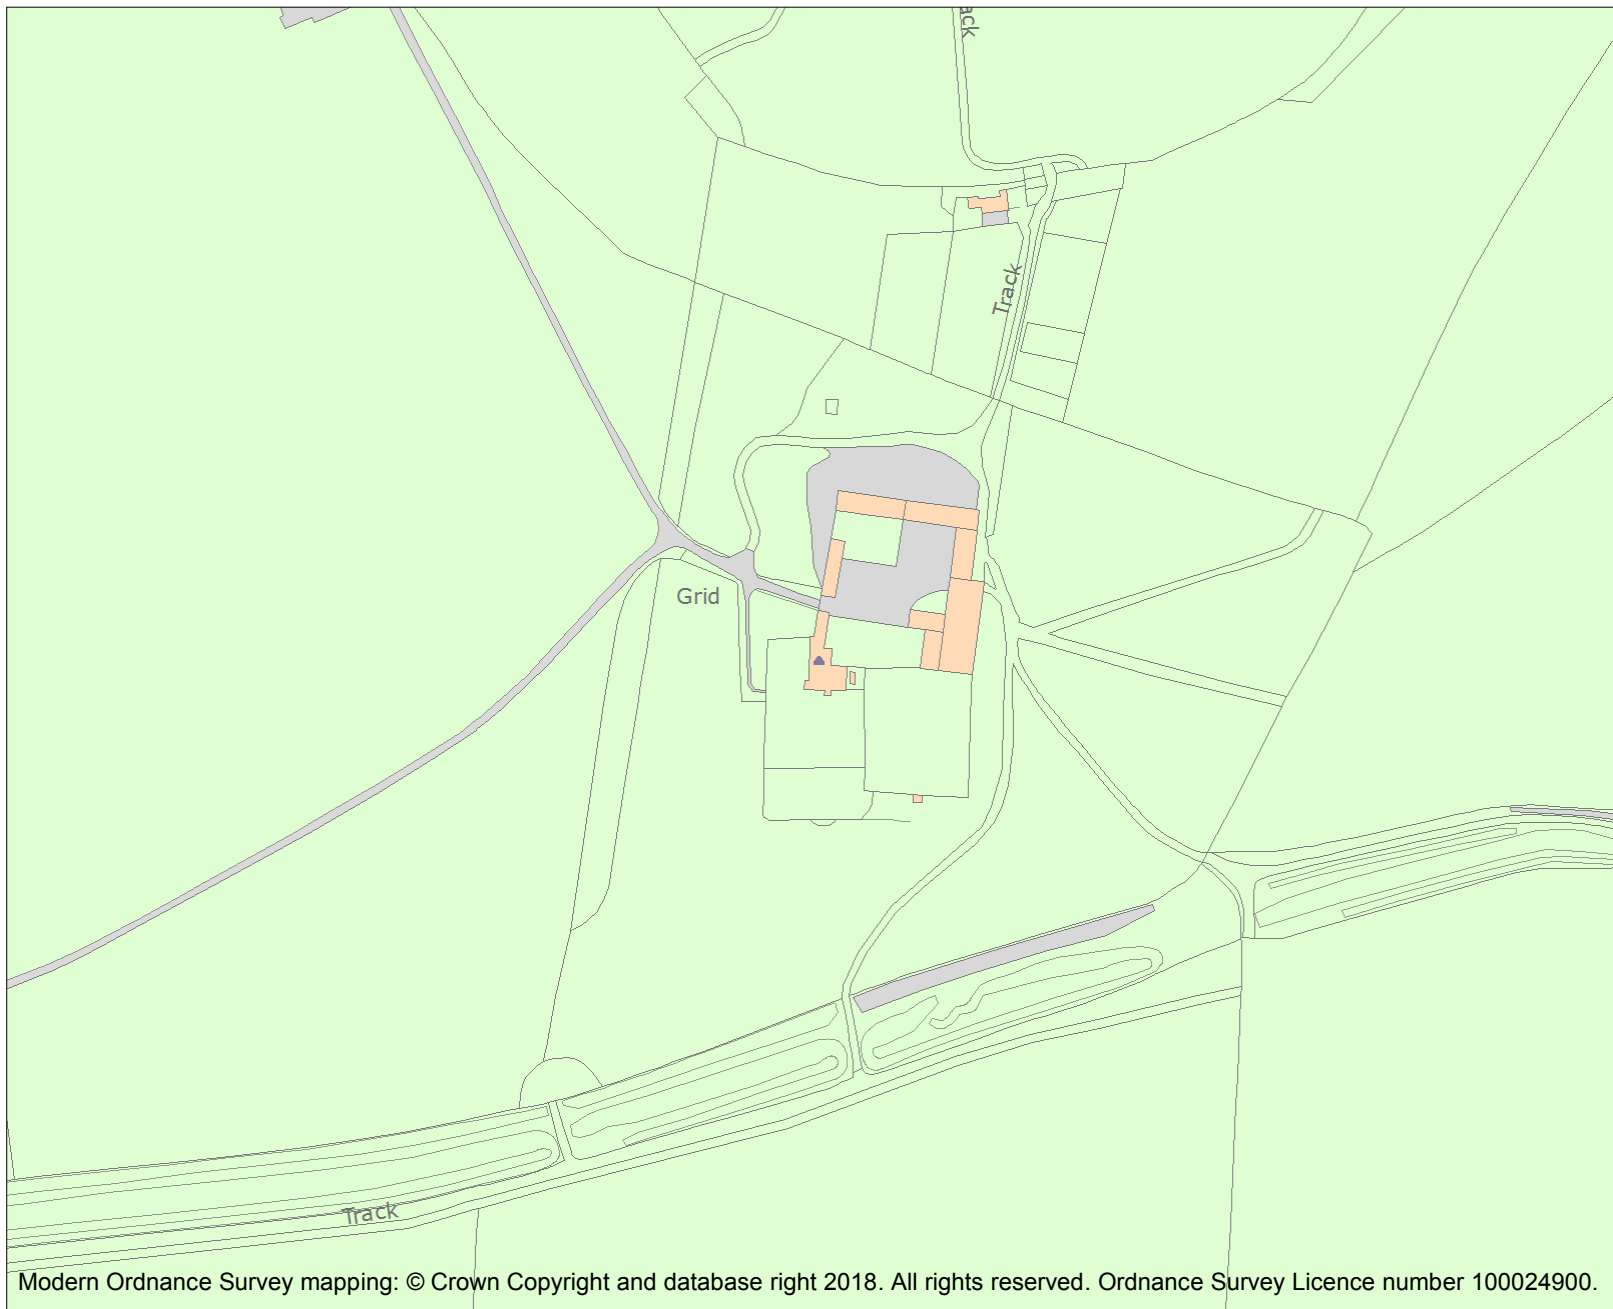 ack
Track
Grid
Track
Modern Ordnance Survey mapping: © Crown Copyright and database right 2018. All rights reserved. Ordnance Survey Licence number 100024900.